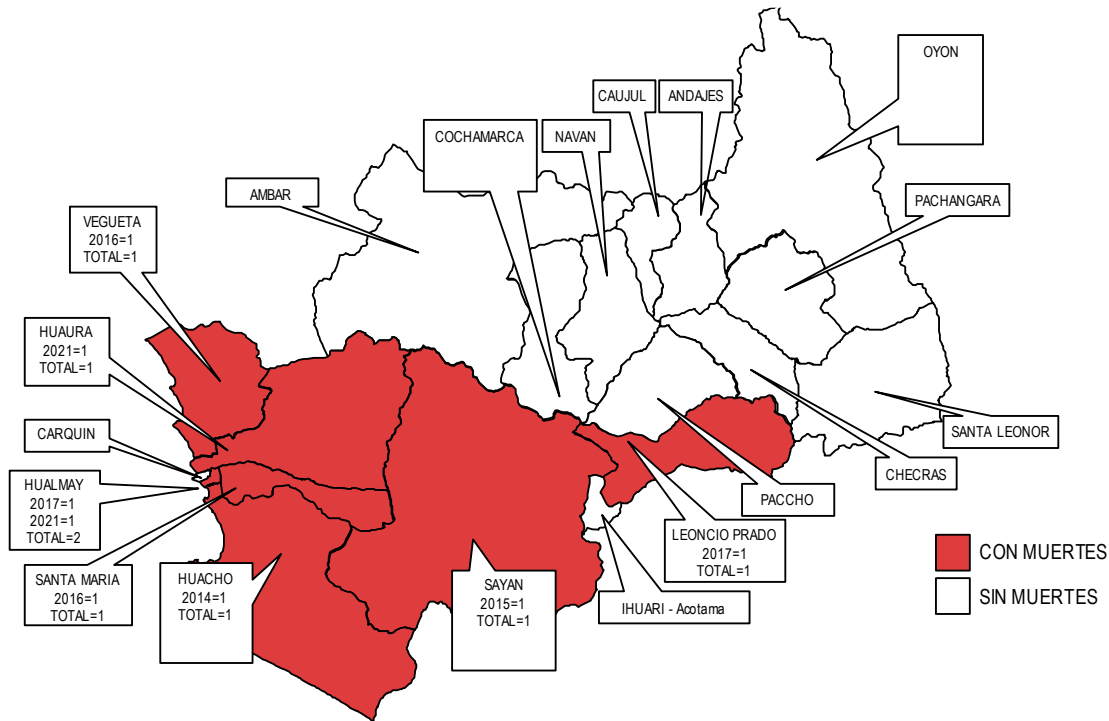 OYON
CAUJUL
ANDAJES
COCHAMARCA
NAVAN
AMBAR
PACHANGARA
VEGUETA
2016=1
TOTAL=1
HUAURA
2021=1
TOTAL=1
CARQUIN
HUALMAY
2017=1
2021=1
TOTAL=2
SANTA MARIA
2016=1
TOTAL=1
HUACHO
2014=1
TOTAL=1
SAYAN
2015=1
TOTAL=1
IHUARI - Acotama
LEONCIO PRADO
2017=1
TOTAL=1
PACCHO
CHECRAS
SANTA LEONOR
CON MUERTES
SIN MUERTES